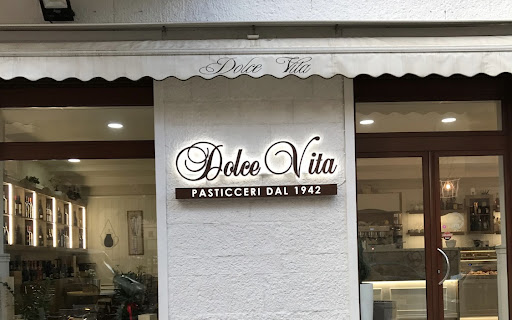 Dolce Vita
Dolce Vita
PASTICCERI DAL 1942